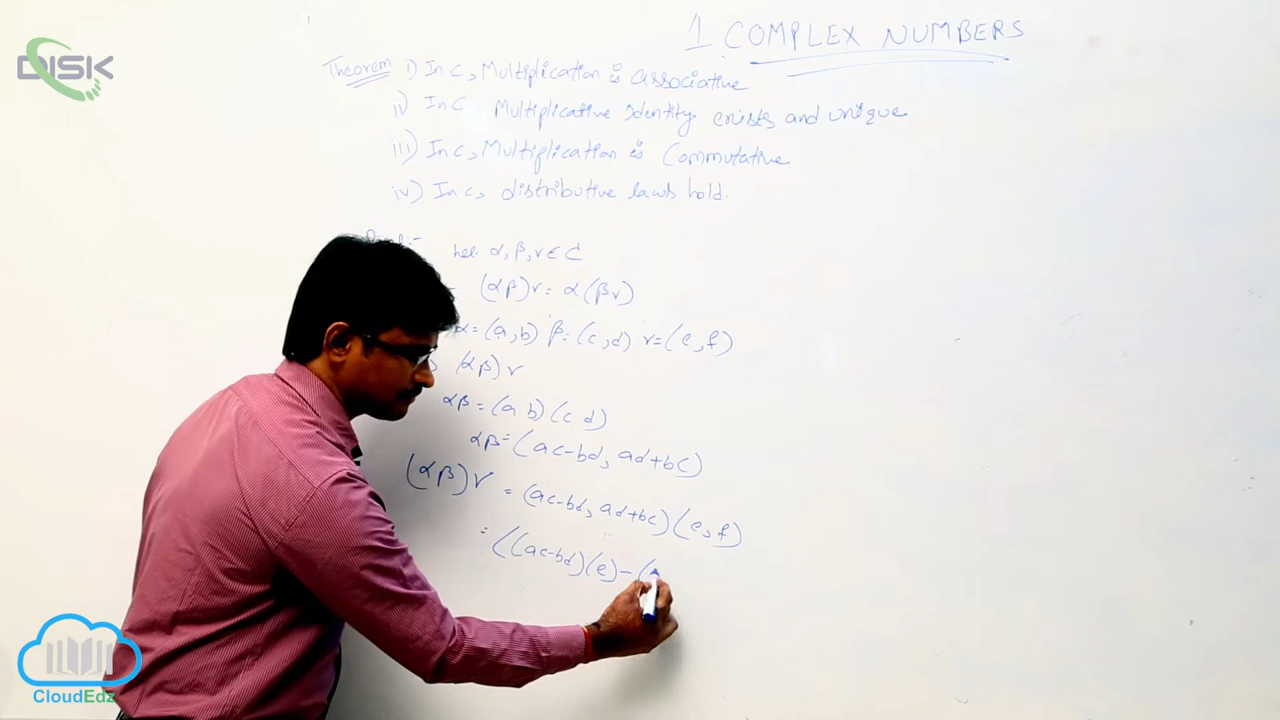 DISK
1 COMPLEX NUMBERS
Theorem i) In C, Multiplication is associative
ii) In C Multiplicative Identity exists and unique
iii) In C, Multiplication is Commutative
iv) In C, distributive laws hold.
Proof:-
let α, β, γ ∈ C
(αβ)γ = α(βγ)
α = (a, b) β = (c, d) γ = (e, f)
(αβ)γ
αβ = (a b) (c d)
αβ = (ac-bd, ad+bc)
(αβ)γ = (ac-bd, ad+bc) (e, f)
= ((ac-bd)(e) - (
CloudEdz